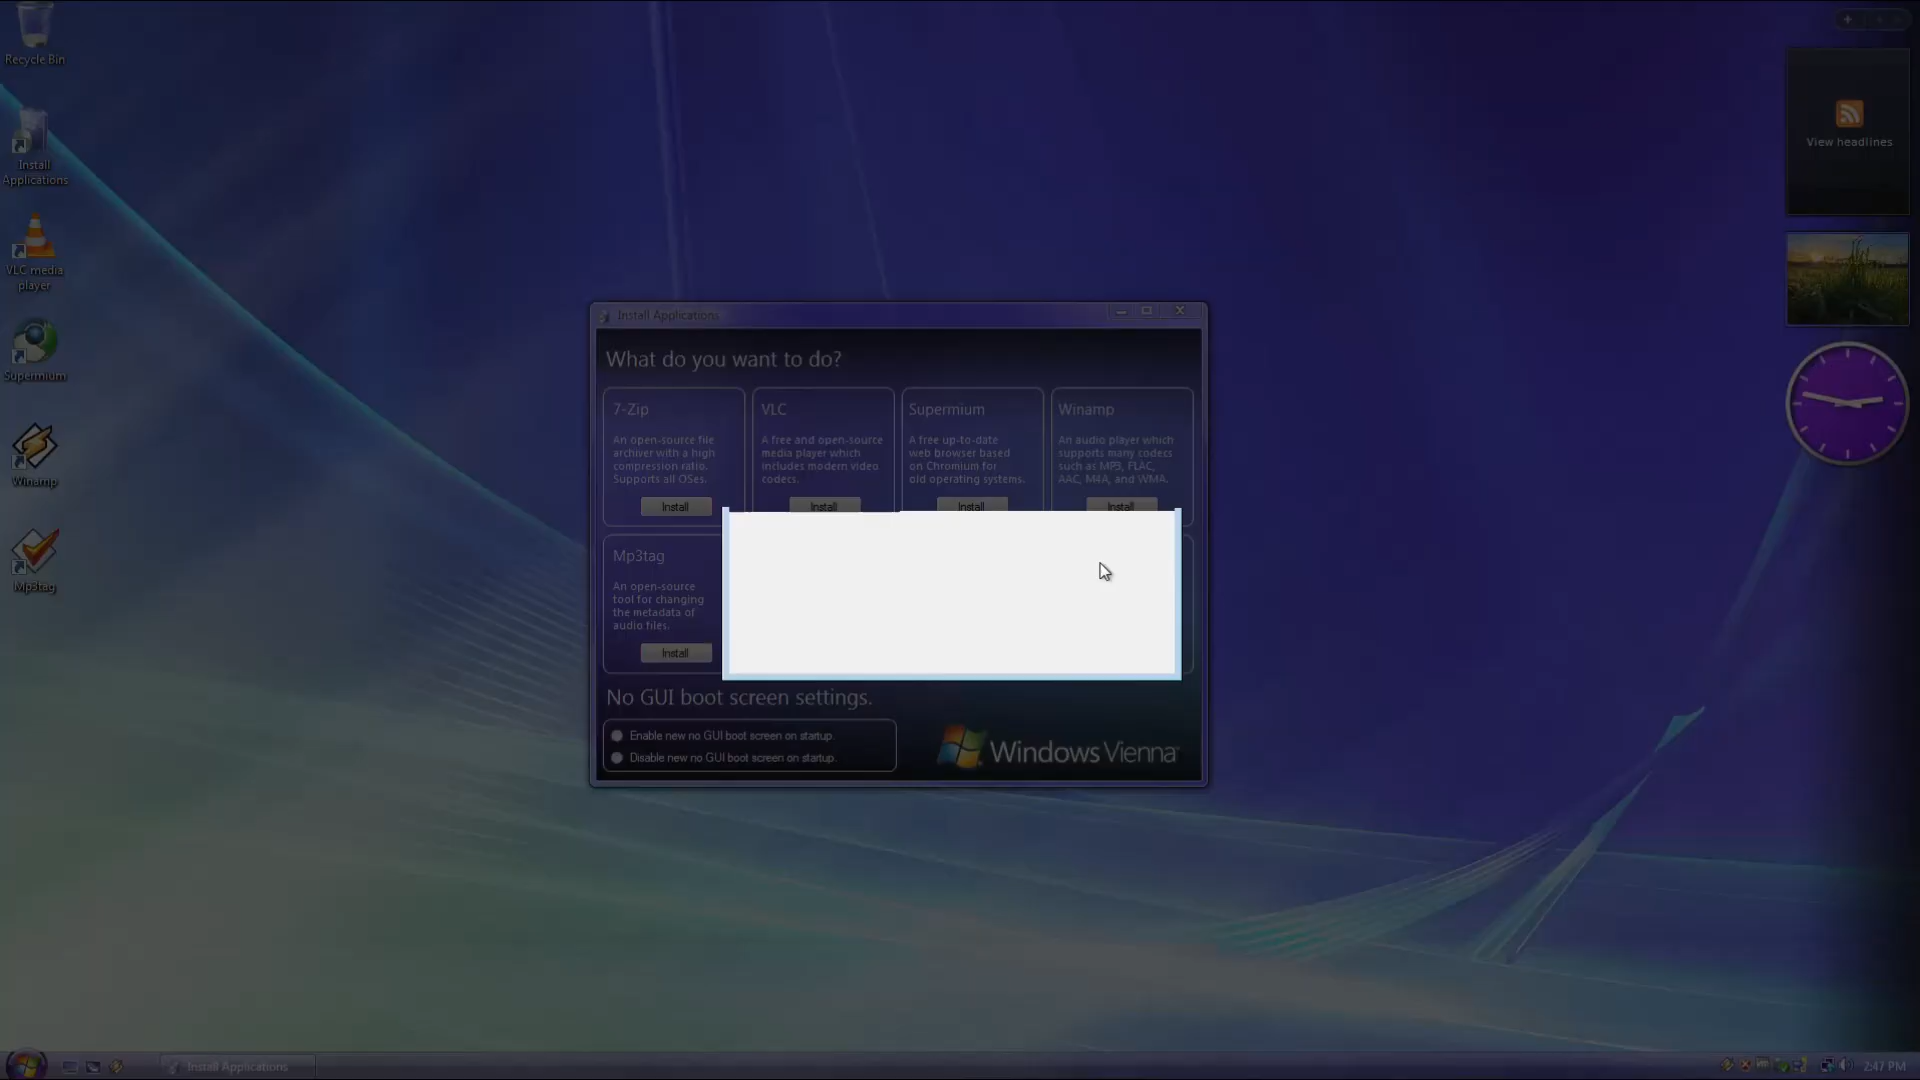 Recycle Bin
Install
Applications
VLC media
player
Supermium
Winamp
Mp3tag
View headlines
Install Applications
What do you want to do?
7-Zip
An open-source file
archiver with a high
compression ratio.
Supports all OSes.
Install
VLC
A free and open-source
media player which
includes modern video
codecs.
Install
Supermium
A free up-to-date
web browser based
on Chromium for
old operating systems.
Install
Winamp
An audio player which
supports many codecs
such as MP3, FLAC,
AAC, M4A, and WMA.
Install
Mp3tag
An open-source
tool for changing
the metadata of
audio files.
Install
No GUI boot screen settings.
Enable new no GUI boot screen on startup.
Disable new no GUI boot screen on startup.
Windows Vienna
Install Applications
2:47 PM